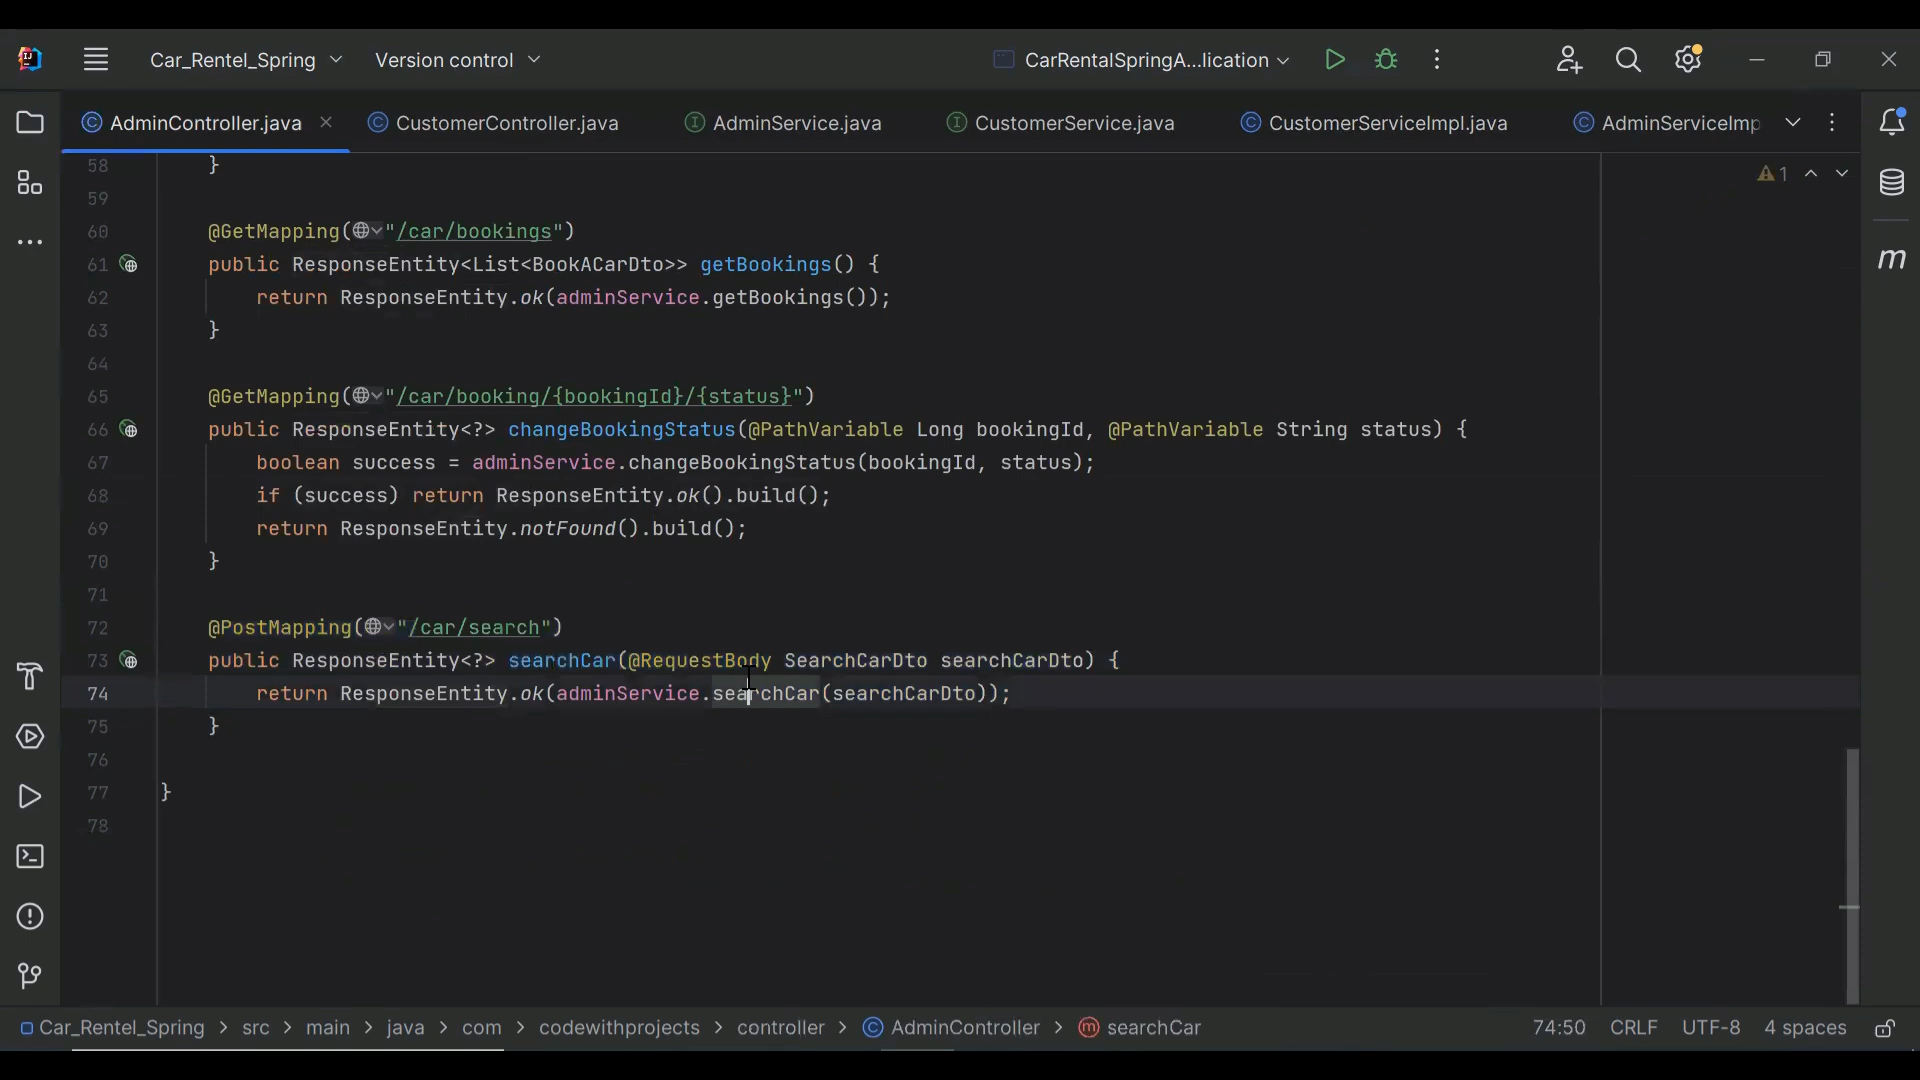 Car_Rentel_Spring
Version control
CarRentalSpringA...lication
AdminController.java
CustomerController.java
AdminService.java
CustomerService.java
CustomerServiceImpl.java
AdminServiceImp
1
58 }
59
60 @GetMapping("/car/bookings")
61 public ResponseEntity<List<BookACarDto>> getBookings() {
62 return ResponseEntity.ok(adminService.getBookings());
63 }
64
65 @GetMapping("/car/booking/{bookingId}/{status}")
66 public ResponseEntity<?> changeBookingStatus(@PathVariable Long bookingId, @PathVariable String status) {
67 boolean success = adminService.changeBookingStatus(bookingId, status);
68 if (success) return ResponseEntity.ok().build();
69 return ResponseEntity.notFound().build();
70 }
71
72 @PostMapping("/car/search")
73 public ResponseEntity<?> searchCar(@RequestBody SearchCarDto searchCarDto) {
74 return ResponseEntity.ok(adminService.searchCar(searchCarDto));
75 }
76
77 }
78
Car_Rentel_Spring > src > main > java > com > codewithprojects > controller > AdminController > searchCar
74:50 CRLF UTF-8 4 spaces